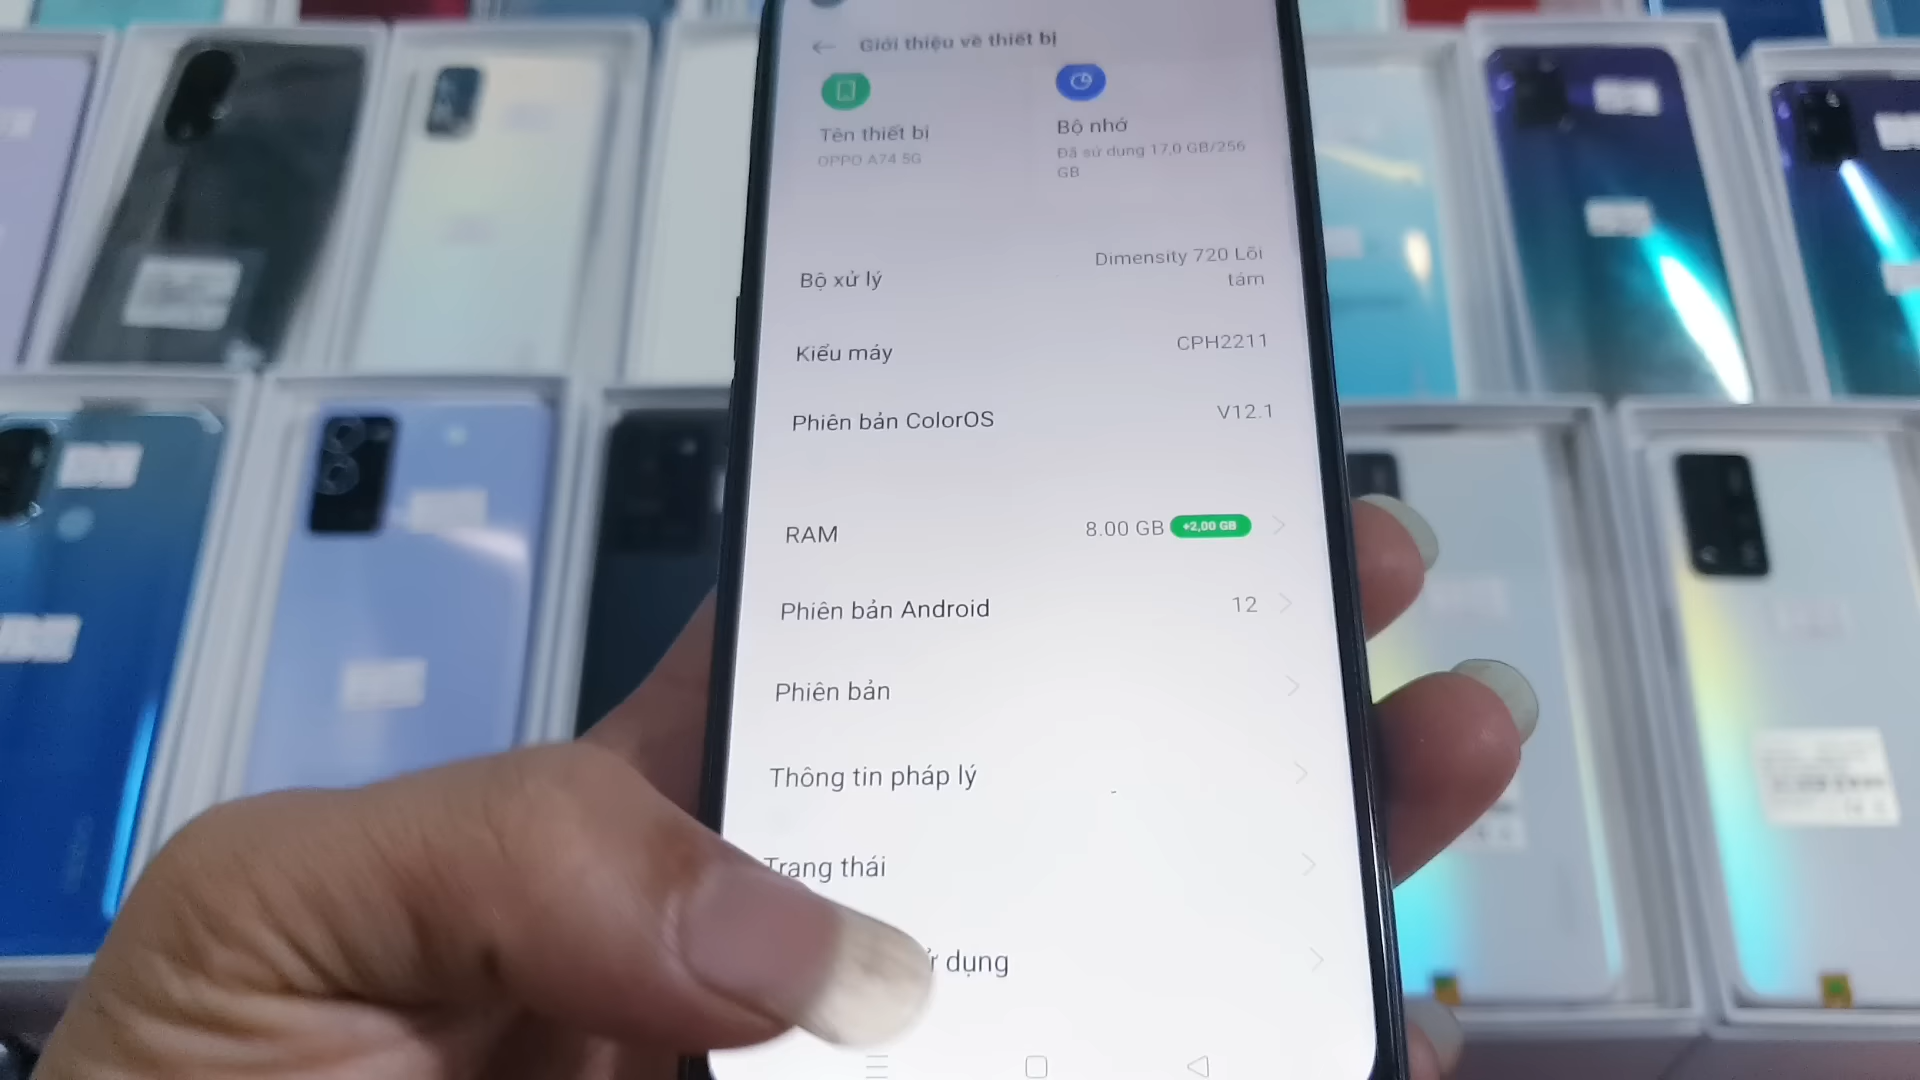 Giới thiệu về thiết bị
Tên thiết bị
OPPO A74 5G
Bộ nhớ
Đã sử dụng 17,0 GB/256
GB
Bộ xử lý
Dimensity 720 Lõi
tám
Kiểu máy
CPH2211
Phiên bản ColorOS
V12.1
RAM
8.00 GB
+2,00 GB
Phiên bản Android
12
Phiên bản
Thông tin pháp lý
Trang thái
dụng